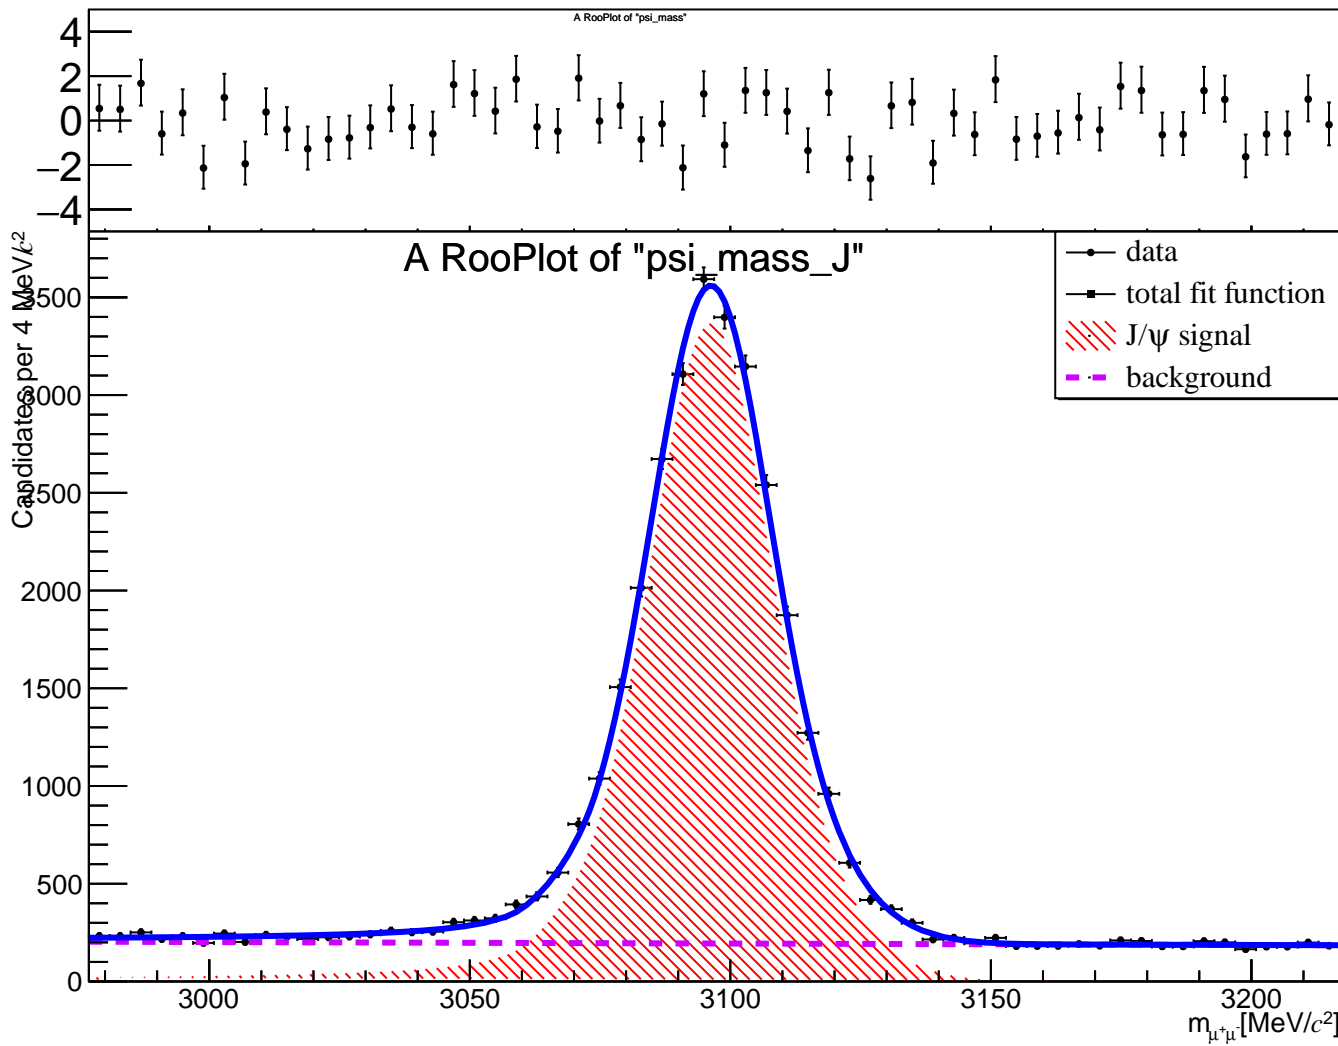 A RooPlot of "psi_mass"
4
2
0
−2
−4
A RooPlot of "psi_mass_J"
Candidates per 4 MeV/c²
3500
3000
2500
2000
1500
1000
500
0
data
total fit function
J/ψ signal
background
3000
3050
3100
3150
3200
m_μ⁺μ⁻[MeV/c²]